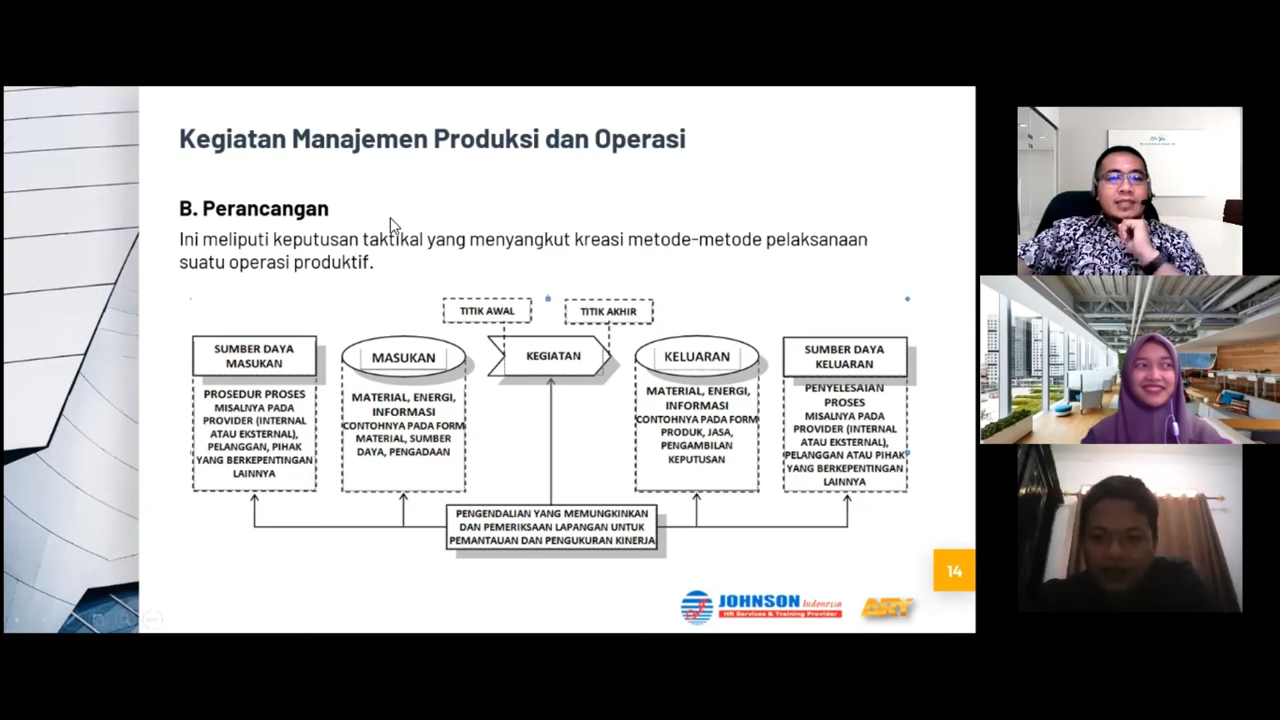 Kegiatan Manajemen Produksi dan Operasi
B. Perancangan
Ini meliputi keputusan taktikal yang menyangkut kreasi metode-metode pelaksanaan
suatu operasi produktif.
TITIK AWAL
TITIK AKHIR
SUMBER DAYA
MASUKAN
PROSEDUR PROSES
MISALNYA PADA
PROVIDER (INTERNAL
ATAU EKSTERNAL),
PELANGGAN, PIHAK
YANG BERKEPENTINGAN
LAINNYA
MASUKAN
MATERIAL, ENERGI,
INFORMASI
CONTOHNYA PADA FORM
MATERIAL, SUMBER
DAYA, PENGADAAN
KEGIATAN
KELUARAN
MATERIAL, ENERGI,
INFORMASI
CONTOHNYA PADA FORM
PRODUK, JASA,
PENGAMBILAN
KEPUTUSAN
SUMBER DAYA
KELUARAN
PENYELESAIAN
PROSES
MISALNYA PADA
PROVIDER (INTERNAL
ATAU EKSTERNAL),
PELANGGAN ATAU PIHAK
YANG BERKEPENTINGAN
LAINNYA
PENGENDALIAN YANG MEMUNGKINKAN
DAN PEMERIKSAAN LAPANGAN UNTUK
PEMANTAUAN DAN PENGUKURAN KINERJA
14
JOHNSON Indonesia
HR Services & Training Provider
ARY